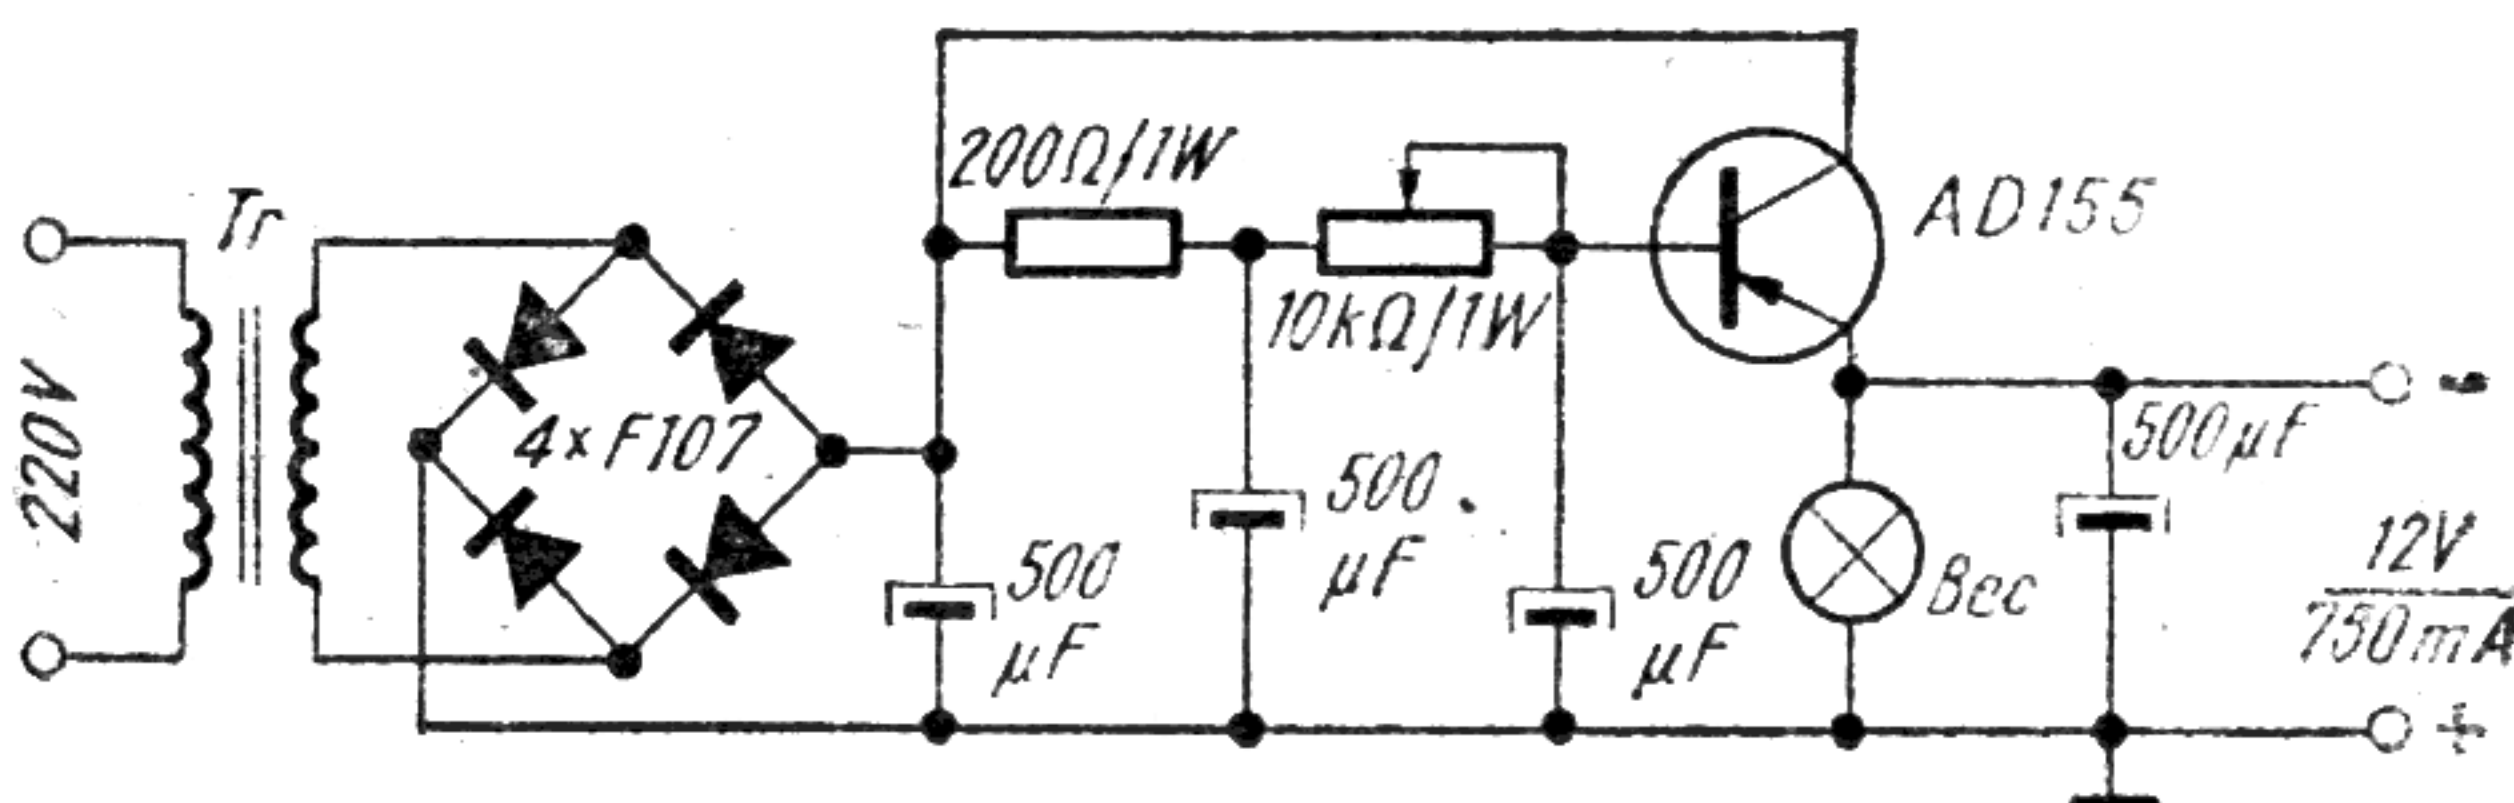 220V
Tr
4×F107
200Ω/1W
10kΩ/1W
AD155
500
µF
500
µF
500
µF
Bec
500µF
-
12V
750mA
+